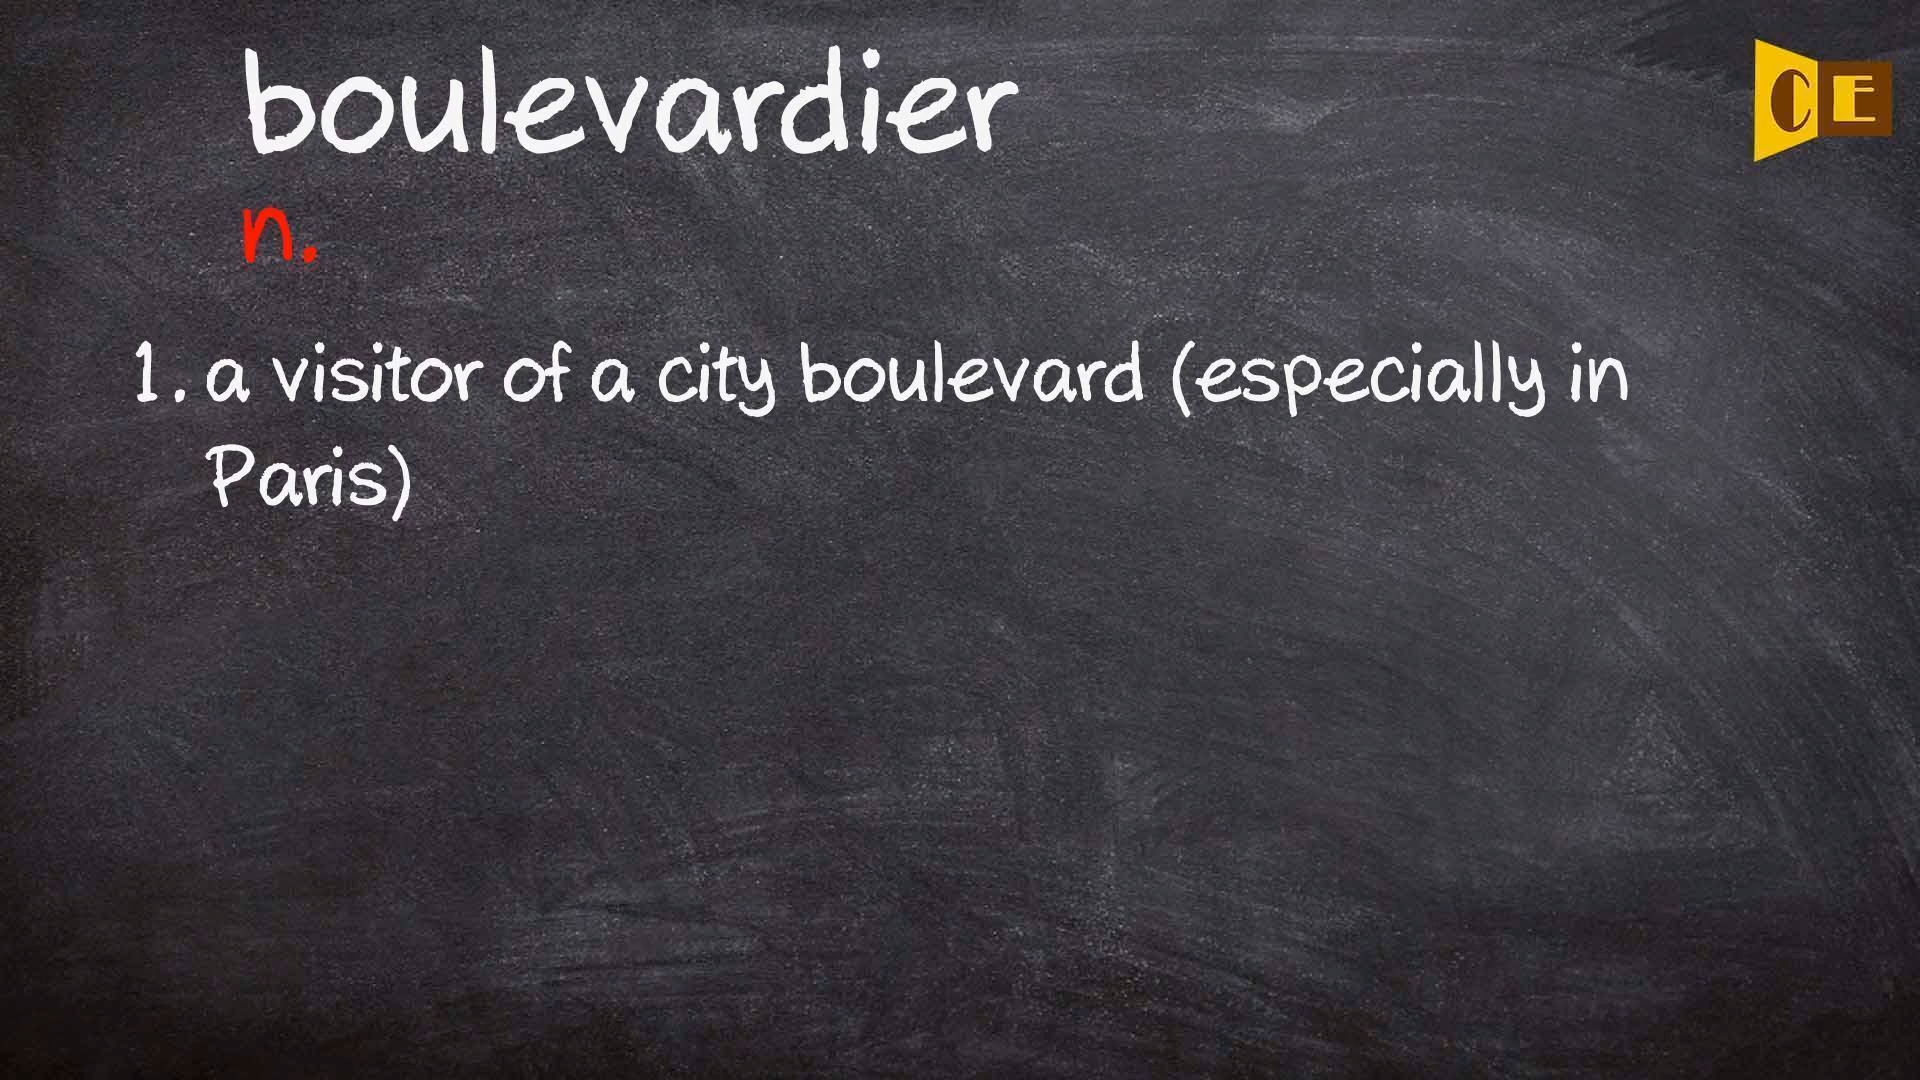 boulevardier
CE
n.
1. a visitor of a city boulevard (especially in
Paris)